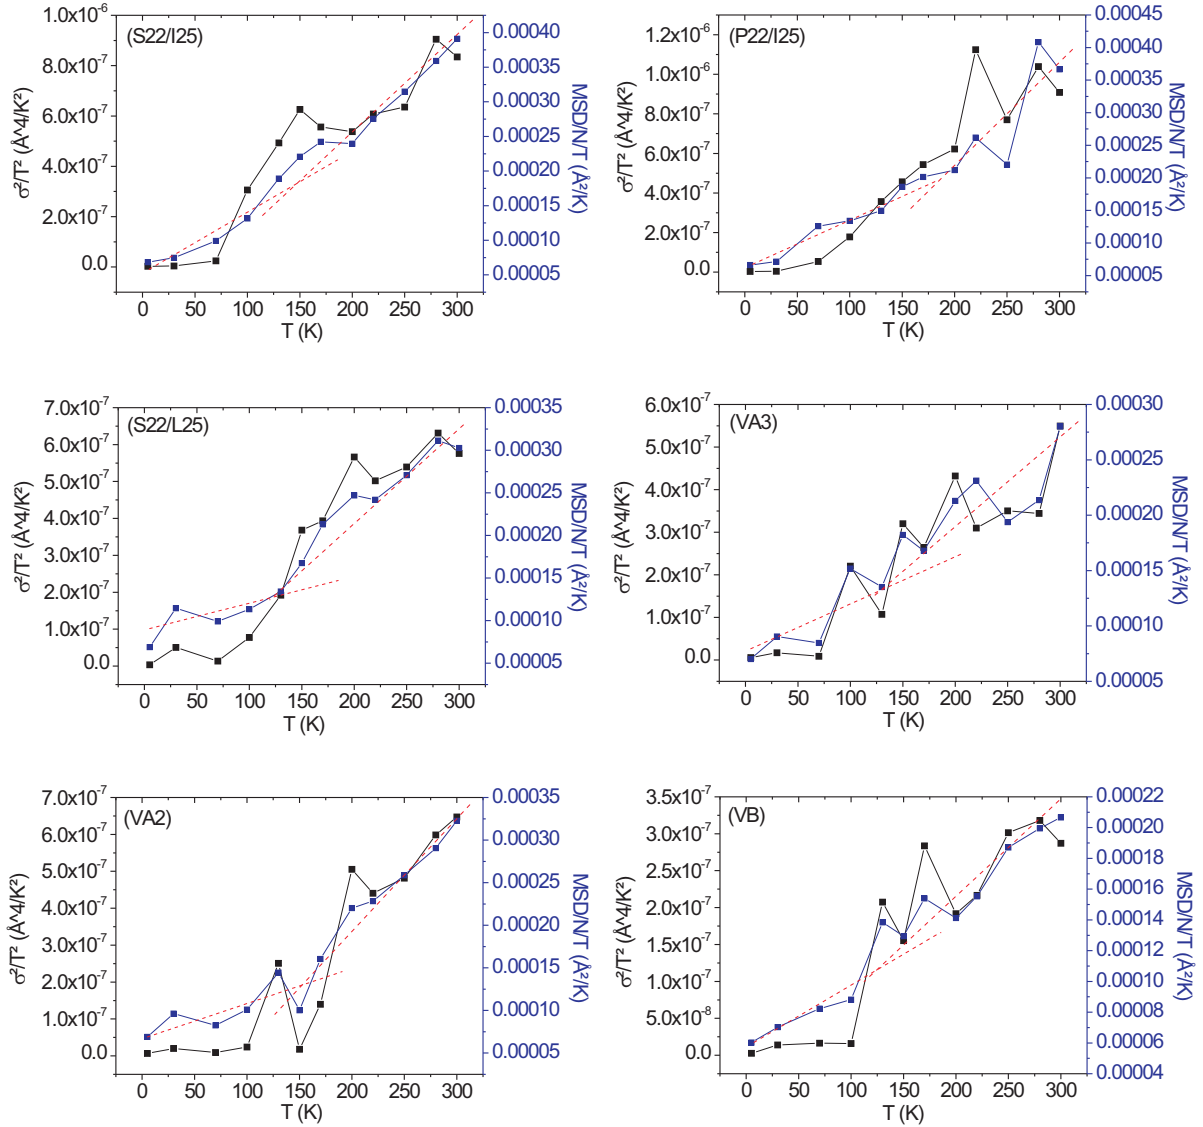 (S22/I25)
1.0x10⁻⁶
8.0x10⁻⁷
6.0x10⁻⁷
4.0x10⁻⁷
2.0x10⁻⁷
0.0
σ²/T² (Å^4/K²)
0.00040
0.00035
0.00030
0.00025
0.00020
0.00015
0.00010
0.00005
MSD/N/T (Å²/K)
0 50 100 150 200 250 300
T (K)
(P22/I25)
1.2x10⁻⁶
1.0x10⁻⁶
8.0x10⁻⁷
6.0x10⁻⁷
4.0x10⁻⁷
2.0x10⁻⁷
0.0
σ²/T² (Å^4/K²)
0.00045
0.00040
0.00035
0.00030
0.00025
0.00020
0.00015
0.00010
0.00005
0.00000
MSD/N/T (Å²/K)
0 50 100 150 200 250 300
T (K)
(S22/L25)
7.0x10⁻⁷
6.0x10⁻⁷
5.0x10⁻⁷
4.0x10⁻⁷
3.0x10⁻⁷
2.0x10⁻⁷
1.0x10⁻⁷
0.0
σ²/T² (Å^4/K²)
0.00035
0.00030
0.00025
0.00020
0.00015
0.00010
0.00005
MSD/N/T (Å²/K)
0 50 100 150 200 250 300
T (K)
(VA3)
6.0x10⁻⁷
5.0x10⁻⁷
4.0x10⁻⁷
3.0x10⁻⁷
2.0x10⁻⁷
1.0x10⁻⁷
0.0
σ²/T² (Å^4/K²)
0.00030
0.00025
0.00020
0.00015
0.00010
0.00005
MSD/N/T (Å²/K)
0 50 100 150 200 250 300
T (K)
(VA2)
7.0x10⁻⁷
6.0x10⁻⁷
5.0x10⁻⁷
4.0x10⁻⁷
3.0x10⁻⁷
2.0x10⁻⁷
1.0x10⁻⁷
0.0
σ²/T² (Å^4/K²)
0.00035
0.00030
0.00025
0.00020
0.00015
0.00010
0.00005
MSD/N/T (Å²/K)
0 50 100 150 200 250 300
T (K)
(VB)
3.5x10⁻⁷
3.0x10⁻⁷
2.5x10⁻⁷
2.0x10⁻⁷
1.5x10⁻⁷
1.0x10⁻⁷
5.0x10⁻⁸
0.0
σ²/T² (Å^4/K²)
0.00022
0.00020
0.00018
0.00016
0.00014
0.00012
0.00010
0.00008
0.00006
0.00004
MSD/N/T (Å²/K)
0 50 100 150 200 250 300
T (K)